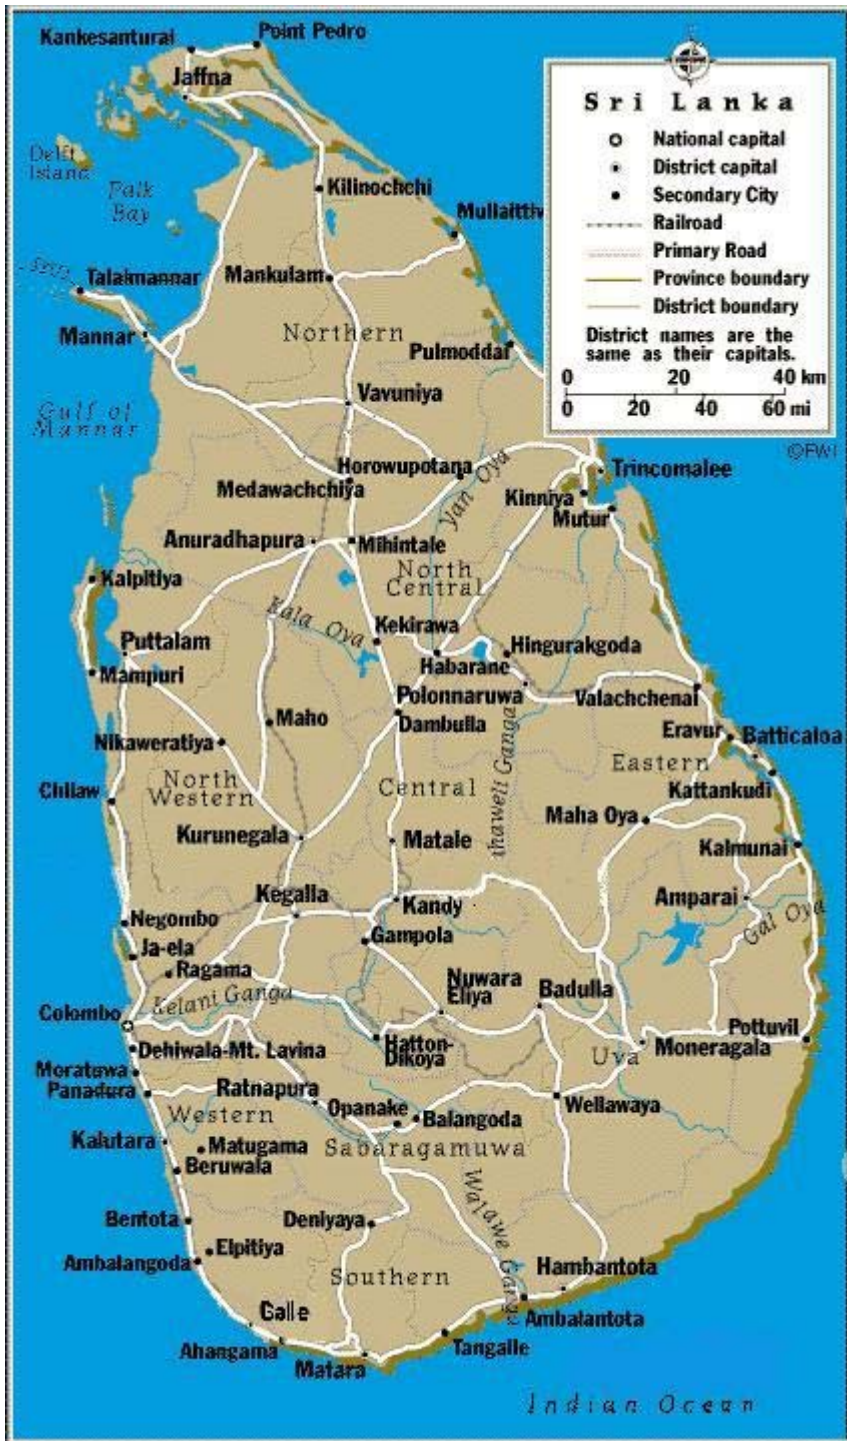 Point Pedro
Kankesanturai
Jaffna
Delft
Island
Palk
Bay
Kilinochchi
Mullaittiv
Talaimannar
Mankulam
Mannar
Northern
Pulmoddai
Gulf of
Mannar
Vavuniya
Horowupotana
Medawachchiya
Yan Oya
Trincomalee
Kinniya
Mutur
Anuradhapura
Mihintale
North
Central
Kalpitiya
Kala Oya
Kekirawa
Puttalam
Habarane
Hingurakgoda
Mampuri
Polonnaruwa
Valachchenai
Maho
Dambulla
Nikaweratiya
Eravur
Batticaloa
North
Western
Central
Eastern
Kattankudi
Chilaw
ihaweli Ganga
Maha Oya
Kurunegala
Matale
Kalmunai
Kegalla
Kandy
Amparai
Gal Oya
Negombo
Gampola
Ja-ela
Ragama
Nuwara
Eliya
Badulla
Kelani Ganga
Colombo
Dehiwala-Mt. Lavina
Hatton-
Dikoya
Uva
Moneragala
Pottuvil
Moratuwa
Panadura
Ratnapura
Opanake
Balangoda
Wellawaya
Western
Kalutara
Matugama
Sabaragamuwa
Beruwala
Walawe Ganga
Bentota
Deniyaya
Elpitiya
Ambalangoda
Southern
Hambantota
Galle
Ambalantota
Ahangama
Matara
Tangalle
Indian Ocean
Sri Lanka
National capital
District capital
Secondary City
Railroad
Primary Road
Province boundary
District boundary
District names are the
same as their capitals.
0 20 40 km
0 20 40 60 mi
©FWI